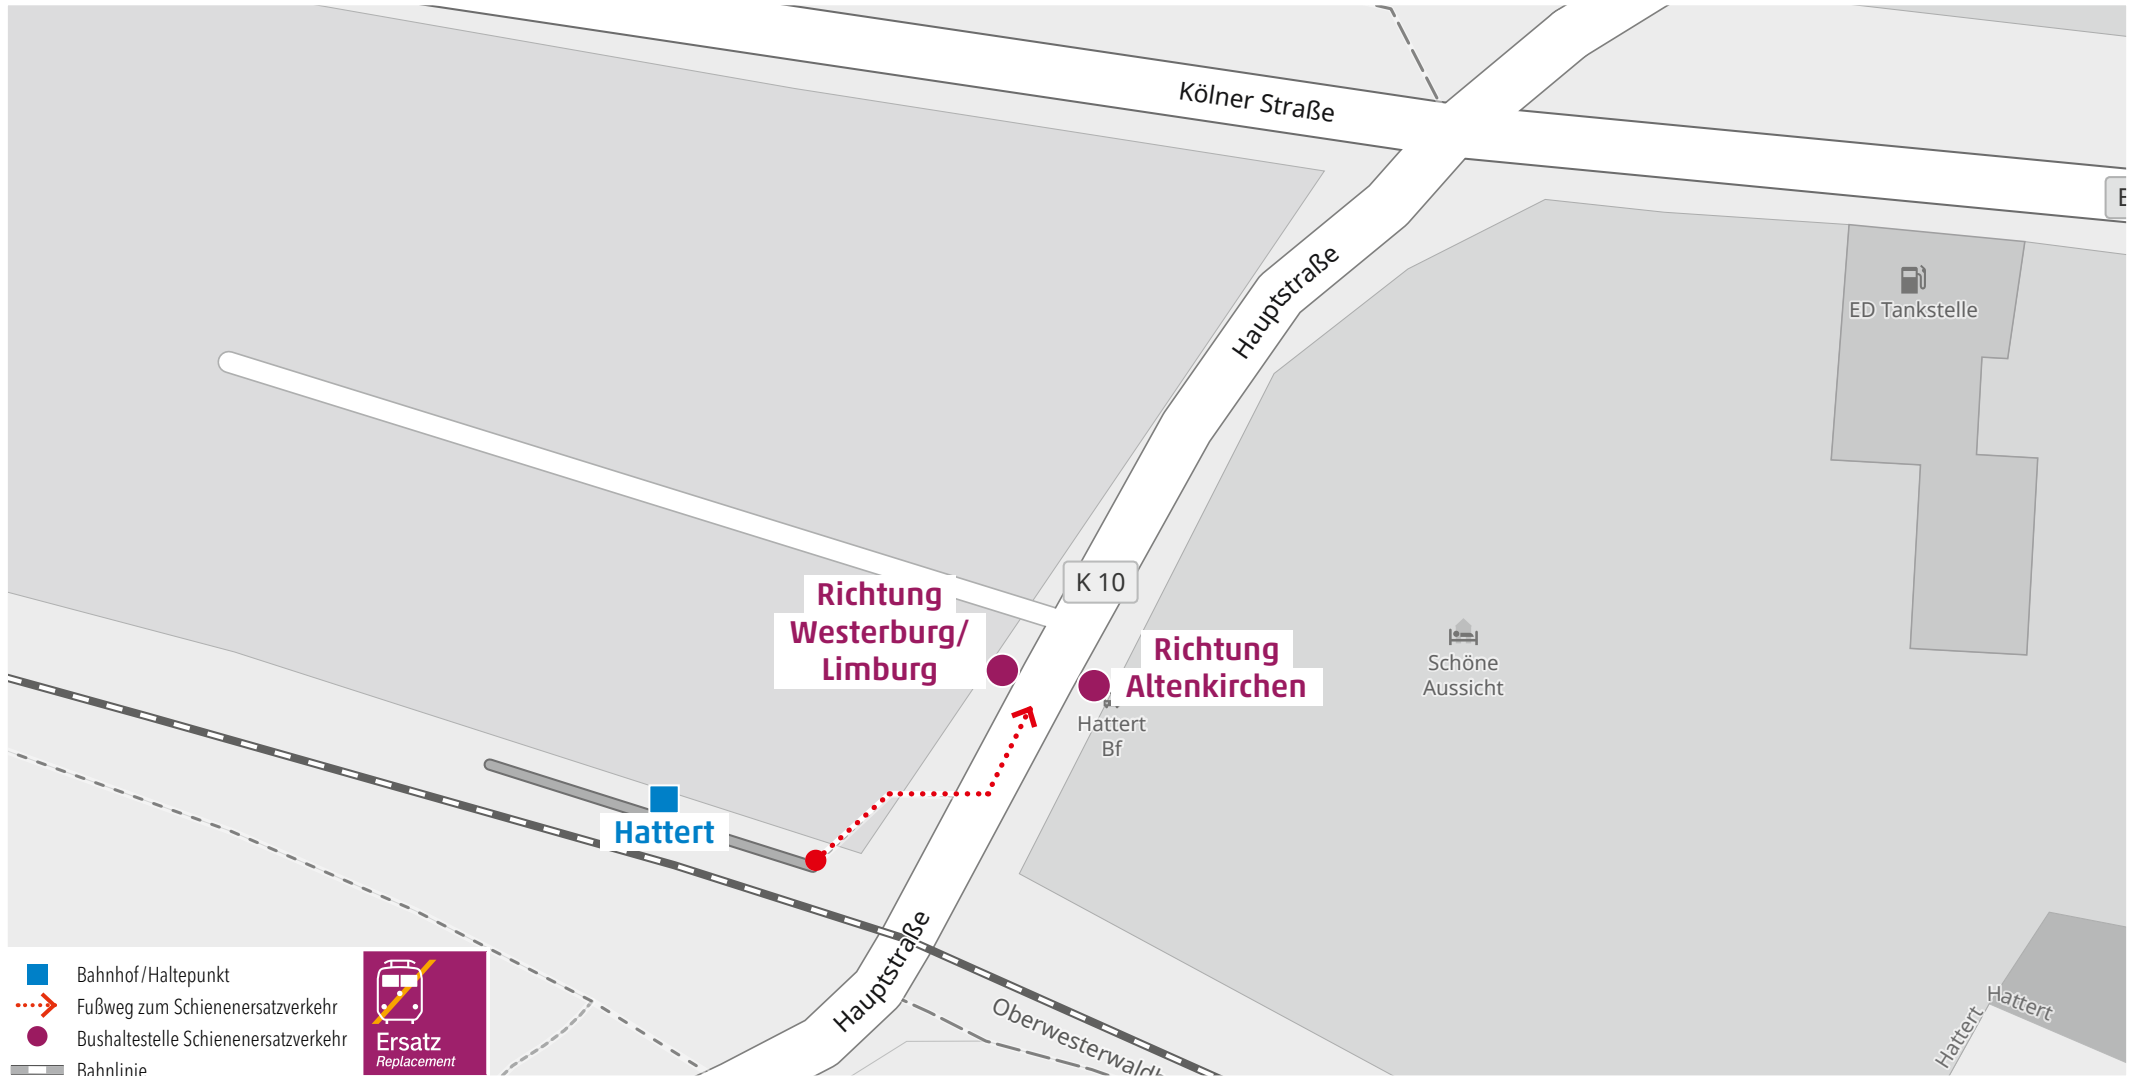 Kölner Straße
B
Hauptstraße
ED Tankstelle
K 10
Richtung
Westerburg/
Limburg
Richtung
Altenkirchen
Schöne
Aussicht
Hattert
Bf
Hattert
Hauptstraße
Oberwesterwald
Hattert
Hattert
Bahnhof/Haltepunkt
Fußweg zum Schienenersatzverkehr
Bushaltestelle Schienenersatzverkehr
Bahnlinie
Ersatz
Replacement